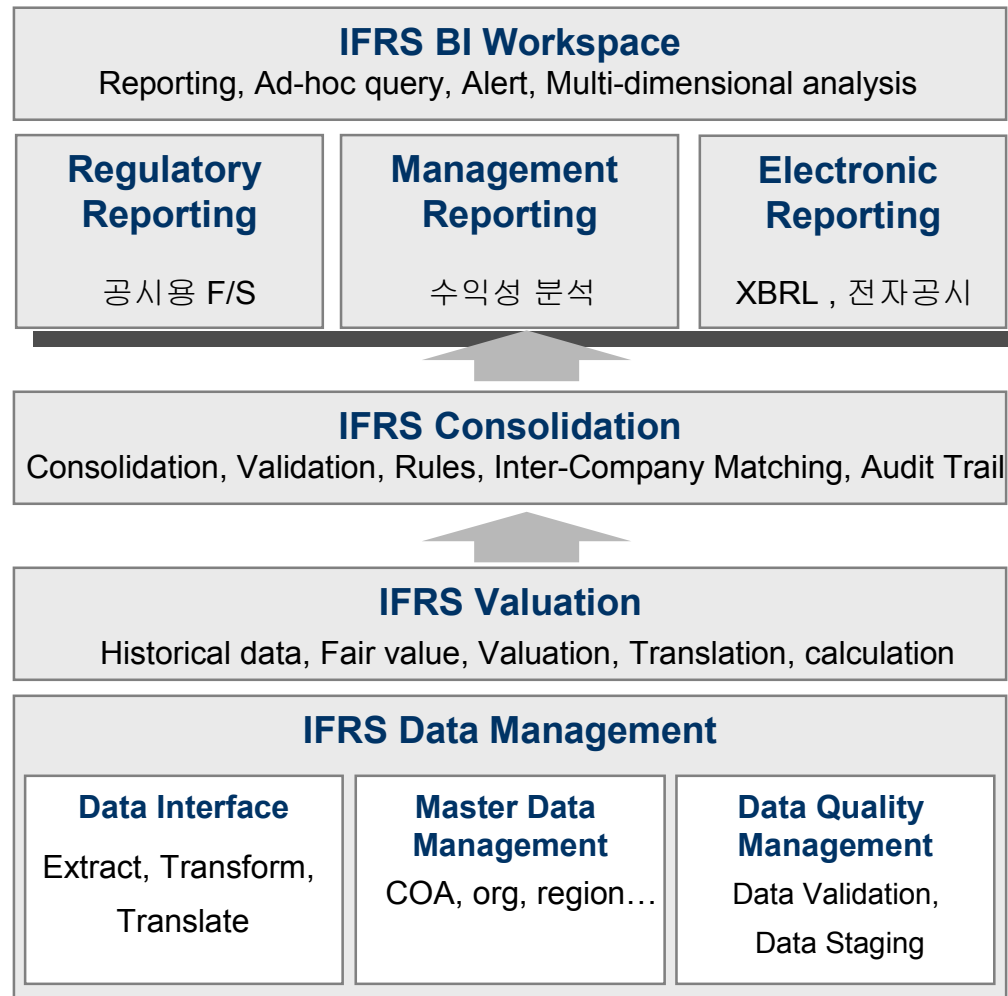 IFRS BI Workspace
Reporting, Ad-hoc query, Alert, Multi-dimensional analysis
Regulatory
Reporting
공시용 F/S
Management
Reporting
수익성 분석
Electronic
Reporting
XBRL , 전자공시
IFRS Consolidation
Consolidation, Validation, Rules, Inter-Company Matching, Audit Trail
IFRS Valuation
Historical data, Fair value, Valuation, Translation, calculation
IFRS Data Management
Data Interface
Extract, Transform,
Translate
Master Data
Management
COA, org, region…
Data Quality
Management
Data Validation,
Data Staging